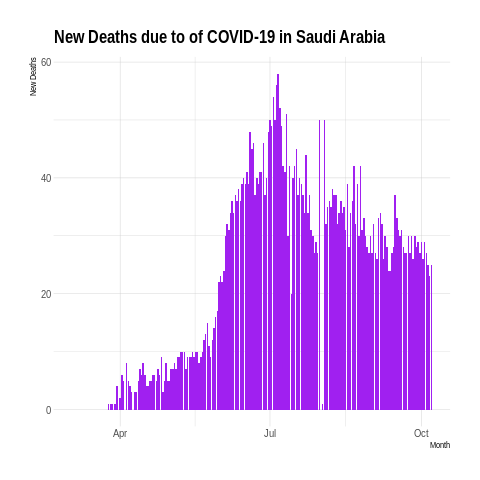 New Deaths due to of COVID-19 in Saudi Arabia
New Deaths
60
40
20
0
Apr
Jul
Oct
Month